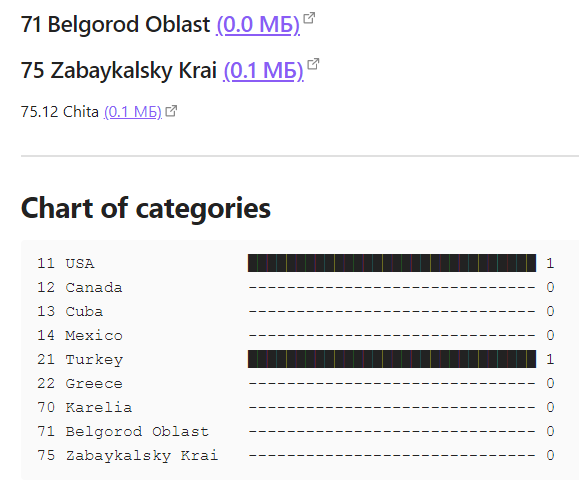 71 Belgorod Oblast (0.0 МБ)
75 Zabaykalsky Krai (0.1 МБ)
75.12 Chita (0.1 МБ)
Chart of categories
11 USA 1
12 Canada ------------------------------ 0
13 Cuba ------------------------------ 0
14 Mexico ------------------------------ 0
21 Turkey 1
22 Greece ------------------------------ 0
70 Karelia ------------------------------ 0
71 Belgorod Oblast ------------------------------ 0
75 Zabaykalsky Krai ------------------------------ 0